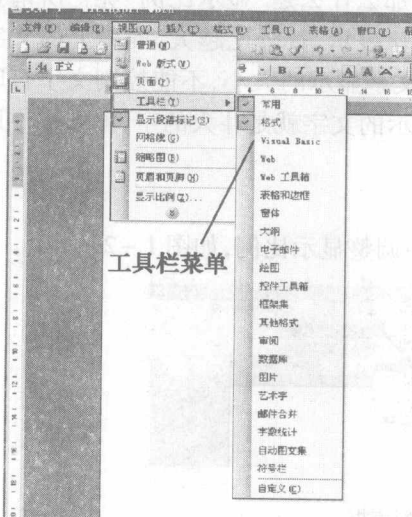 文件(F) 编辑(E) 视图(V) 插入(I) 格式(O) 工具(T) 表格(A) 窗口(W)
正文
B I U
普通(N)
Web 版式(W)
页面(P)
工具栏(T)
显示段落标记(S)
网格线(G)
缩略图(B)
页眉和页脚(H)
显示比例(Z)...
常用
格式
Visual Basic
Web
Web 工具箱
表格和边框
窗体
大纲
电子邮件
绘图
控件工具箱
框架集
其他格式
审阅
数据库
图片
艺术字
邮件合并
字数统计
自动图文集
符号栏
自定义(C)
工具栏菜单